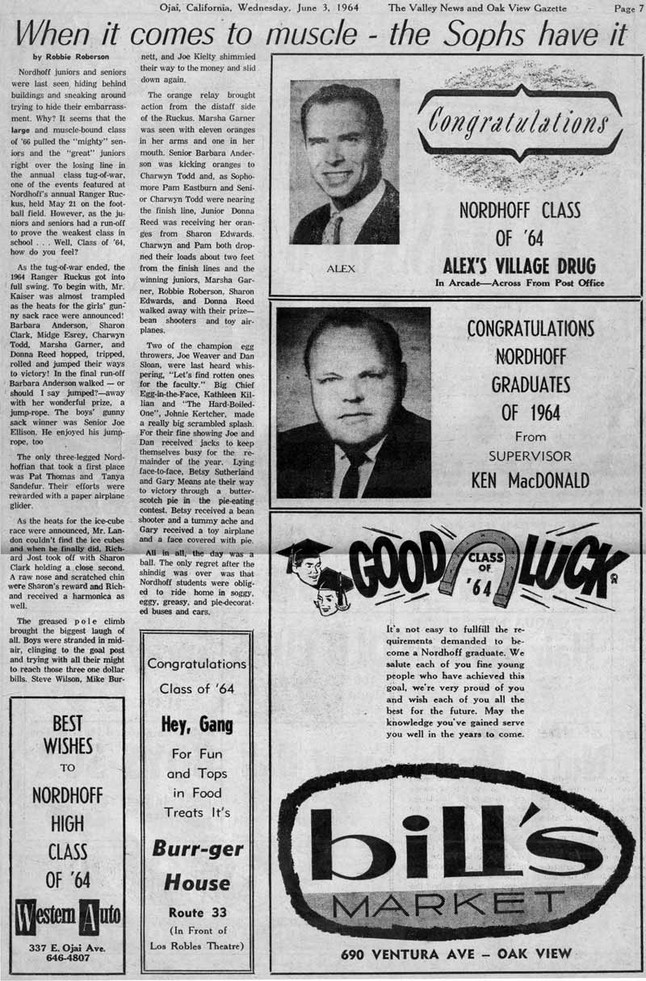 Ojai, California, Wednesday, June 3, 1964 The Valley News and Oak View Gazette Page 7
When it comes to muscle - the Sophs have it
by Robbie Roberson
Nordhoff juniors and seniors
were last seen hiding behind
buildings and sneaking around
trying to hide their embarrass-
ment. Why? It seems that the
large and muscle-bound class
of '66 pulled the "mighty" sen-
iors and the "great" juniors
right over the losing line in
the annual class tug-of-war,
one of the events featured at
Nordhoff's annual Ranger Ruc-
kus, held May 21 on the foot-
ball field. However, as the ju-
niors and seniors had a run-off
to prove the weakest class in
school . . . Well, Class of '64,
how do you feel?
As the tug-of-war ended, the
1964 Ranger Ruckus got into
full swing. To begin with, Mr.
Kaiser was almost trampled
as the heats for the girls' gun-
ny sack race were announced!
Barbara Anderson, Sharon
Clark, Midge Esrey, Charwyn
Todd, Marsha Garner, and
Donna Reed hopped, tripped,
rolled and jumped their ways
to victory! In the final run-off
Barbara Anderson walked — or
should I say jumped?—away
with her wonderful prize, a
jump-rope. The boys' gunny
sack winner was Senior Joe
Ellison. He enjoyed his jump-
rope, too
The only three-legged Nord-
hoffian that took a first place
was Pat Thomas and Tanya
Sandefur. Their efforts were
rewarded with a paper airplane
glider.
As the heats for the ice-cube
race were announced, Mr. Lan-
don couldn't find the ice cubes
and when he finally did, Rich-
ard Jost took off with Sharon
Clark holding a close second.
A raw nose and scratched chin
were Sharon's reward and Rich-
ard received a harmonica as
well.
The greased pole climb
brought the biggest laugh of
all. Boys were stranded in mid-
air, clinging to the goal post
and trying with all their might
to reach those three one dollar
bills. Steve Wilson, Mike Bur-
nett, and Joe Kielty shimmied
their way to the money and slid
down again.
The orange relay brought
action from the distaff side
of the Ruckus. Marsha Garner
was seen with eleven oranges
in her arms and one in her
mouth. Senior Barbara Ander-
son was kicking oranges to
Charwyn Todd and, as Sopho-
more Pam Eastburn and Seni-
or Charwyn Todd were nearing
the finish line, Junior Donna
Reed was receiving her oran-
ges from Sharon Edwards.
Charwyn and Pam both drop-
ned their loads about two feet
from the finish lines and the
winning juniors, Marsha Gar-
ner, Robbie Roberson, Sharon
Edwards, and Donna Reed
walked away with their prize—
bean shooters and toy air-
planes.
Two of the champion egg
throwers, Joe Weaver and Dan
Sloan, were last heard whis-
pering, "Let's find rotten ones
for the faculty." Big Chief
Egg-in-the-Face, Kathleen Kil-
lian and "The Hard-Boiled-
One", Johnie Kertcher, made
a really big scrambled splash.
For their fine showing Joe and
Dan received jacks to keep
themselves busy for the re-
mainder of the year. Lying
face-to-face, Betsy Sutherland
and Gary Means ate their way
to victory through a butter-
scotch pie in the pie-eating
contest. Betsy received a bean
shooter and a tummy ache and
Gary received a toy airplane
and a face covered with pie.
All in all, the day was a
ball. The only regret after the
shindig was over was that
Nordhoff students were oblig-
ed to ride home in soggy,
eggy, greasy, and pie-decorat-
ed buses and cars.
BEST
WISHES
TO
NORDHOFF
HIGH
CLASS
OF '64
Western Auto
337 E. Ojai Ave.
646-4807
Congratulations
Class of '64
Hey, Gang
For Fun
and Tops
in Food
Treats It's
Burr-ger
House
Route 33
(In Front of
Los Robles Theatre)
ALEX
Congratulations
NORDHOFF CLASS
OF '64
ALEX'S VILLAGE DRUG
In Arcade—Across From Post Office
CONGRATULATIONS
NORDHOFF
GRADUATES
OF 1964
From
SUPERVISOR
KEN MacDONALD
GOOD LUCK
CLASS
OF
'64
It's not easy to fullfill the re-
quirements demanded to be-
come a Nordhoff graduate. We
salute each of you fine young
people who have achieved this
goal, we're very proud of you
and wish each of you all the
best for the future. May the
knowledge you've gained serve
you well in the years to come.
bill's
MARKET
690 VENTURA AVE — OAK VIEW